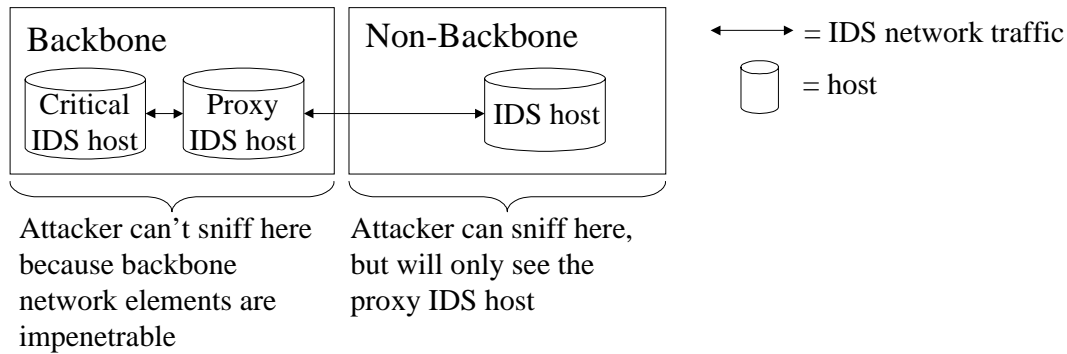 Backbone
Critical
IDS host
Proxy
IDS host
Non-Backbone
IDS host
= IDS network traffic
= host
Attacker can’t sniff here
because backbone
network elements are
impenetrable
Attacker can sniff here,
but will only see the
proxy IDS host